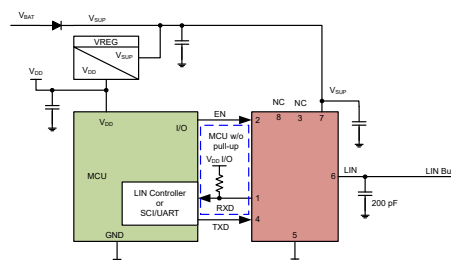 VBAT
VSUP
VREG
VSUP
VDD
VDD
VDD
I/O
EN
2
NC
8
NC
3
7
VSUP
MCU w/o
pull-up
VDD I/O
MCU
LIN Controller
or
SCI/UART
1
RXD
4
TXD
6
LIN
LIN Bu
200 pF
GND
5